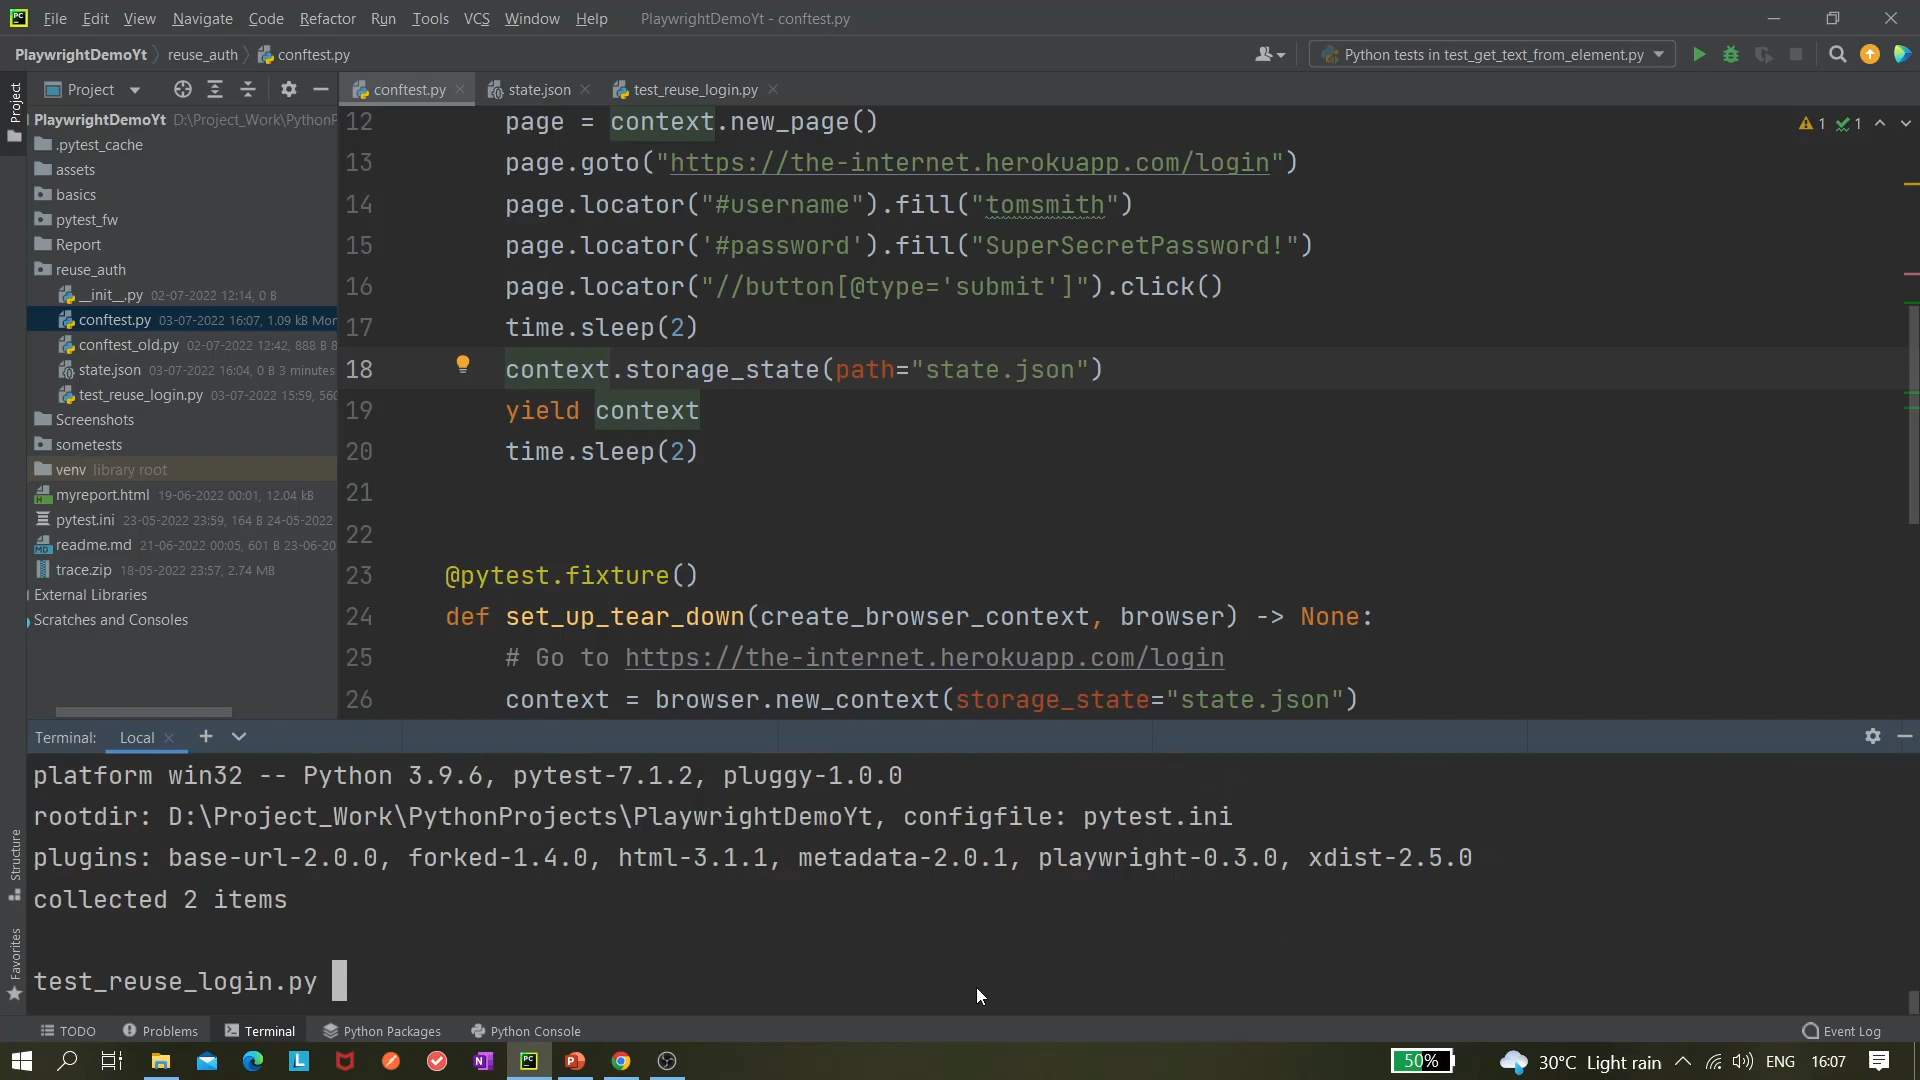 File Edit View Navigate Code Refactor Run Tools VCS Window Help PlaywrightDemoYt - conftest.py
PlaywrightDemoYt reuse_auth conftest.py Python tests in test_get_text_from_element.py
Project conftest.py state.json test_reuse_login.py
Project
PlaywrightDemoYt D:\Project_Work\PythonP
.pytest_cache
assets
basics
pytest_fw
Report
reuse_auth
__init__.py 02-07-2022 12:14, 0 B
conftest.py 03-07-2022 16:07, 1.09 kB Mor
conftest_old.py 02-07-2022 12:42, 888 B 8
state.json 03-07-2022 16:04, 0 B 3 minutes
test_reuse_login.py 03-07-2022 15:59, 560
Screenshots
sometests
venv library root
myreport.html 19-06-2022 00:01, 12.04 kB
pytest.ini 23-05-2022 23:59, 164 B 24-05-2022
readme.md 21-06-2022 00:05, 601 B 23-06-20
trace.zip 18-05-2022 23:57, 2.74 MB
External Libraries
Scratches and Consoles
1 1
12 page = context.new_page()
13 page.goto("https://the-internet.herokuapp.com/login")
14 page.locator("#username").fill("tomsmith")
15 page.locator('#password').fill("SuperSecretPassword!")
16 page.locator("//button[@type='submit']").click()
17 time.sleep(2)
18 context.storage_state(path="state.json")
19 yield context
20 time.sleep(2)
21
22
23 @pytest.fixture()
24 def set_up_tear_down(create_browser_context, browser) -> None:
25 # Go to https://the-internet.herokuapp.com/login
26 context = browser.new_context(storage_state="state.json")
Terminal: Local
platform win32 -- Python 3.9.6, pytest-7.1.2, pluggy-1.0.0
rootdir: D:\Project_Work\PythonProjects\PlaywrightDemoYt, configfile: pytest.ini
plugins: base-url-2.0.0, forked-1.4.0, html-3.1.1, metadata-2.0.1, playwright-0.3.0, xdist-2.5.0
collected 2 items
test_reuse_login.py
Structure
Favorites
TODO Problems Terminal Python Packages Python Console Event Log
50% 30°C Light rain ENG 16:07